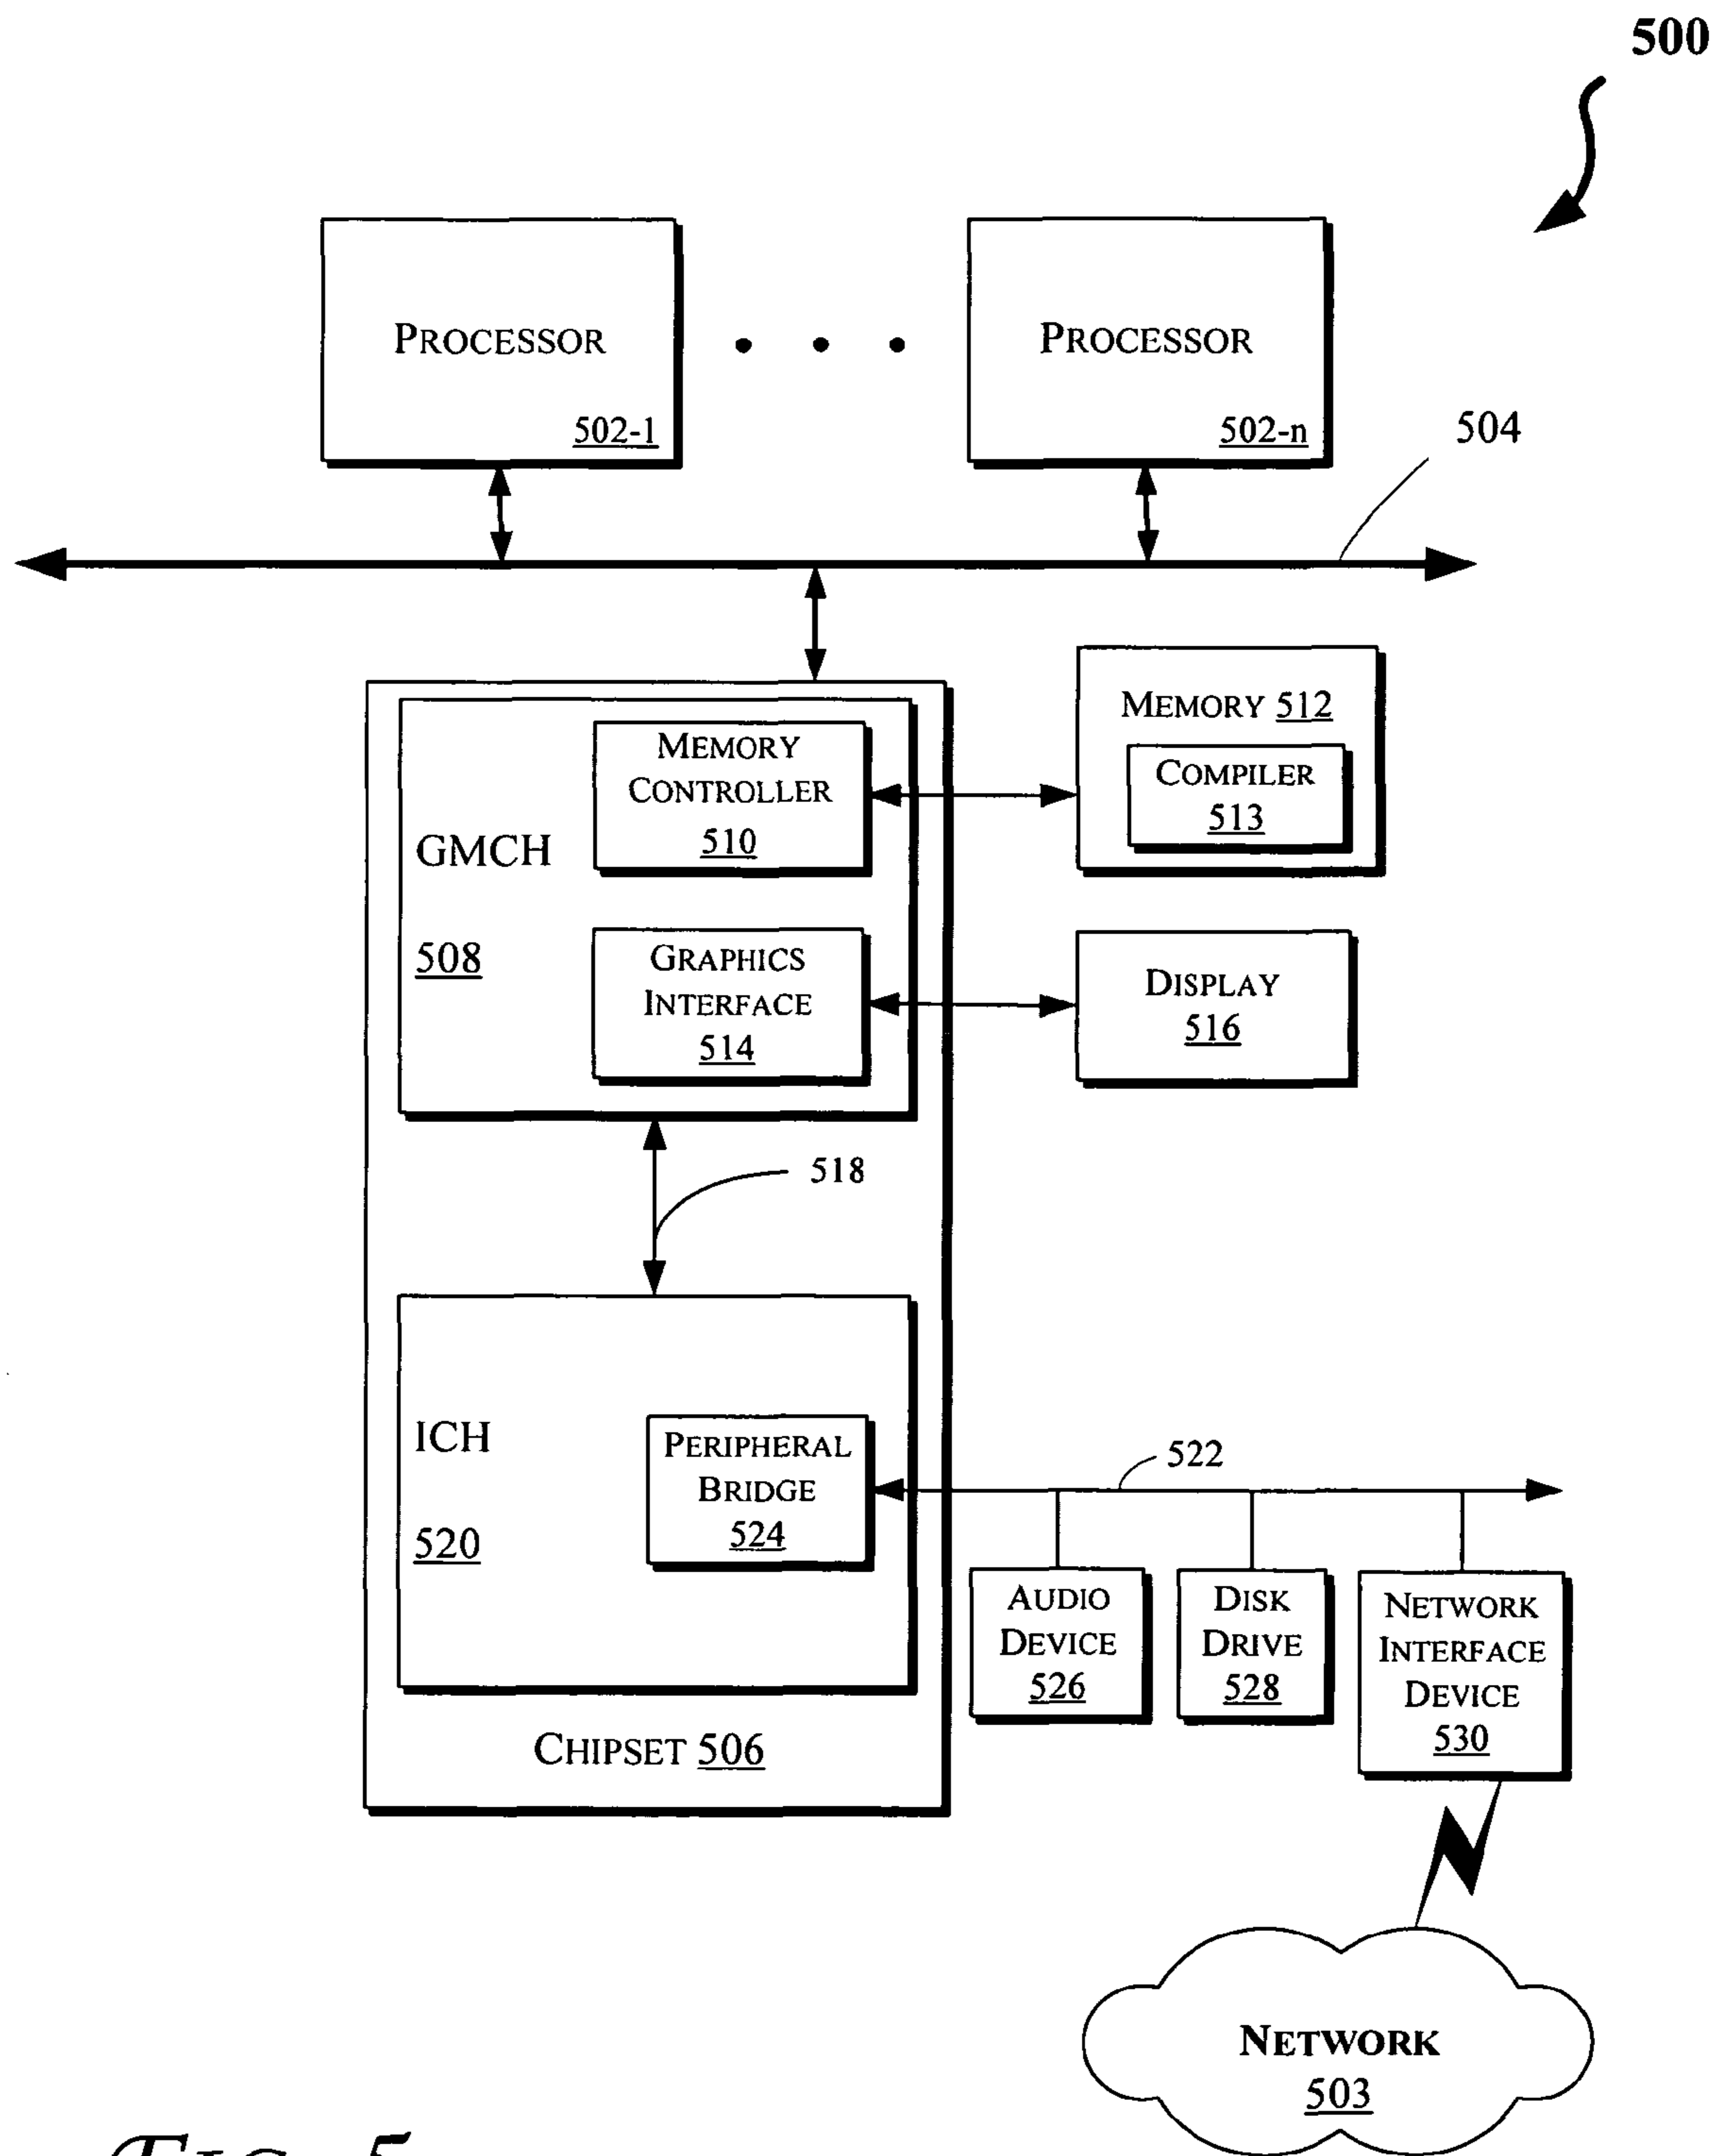 500
PROCESSOR
502-1
PROCESSOR
502-n
504
MEMORY
CONTROLLER
510
GMCH
508
GRAPHICS
INTERFACE
514
MEMORY 512
COMPILER
513
DISPLAY
516
518
ICH
520
PERIPHERAL
BRIDGE
524
522
AUDIO
DEVICE
526
DISK
DRIVE
528
NETWORK
INTERFACE
DEVICE
530
CHIPSET 506
NETWORK
503